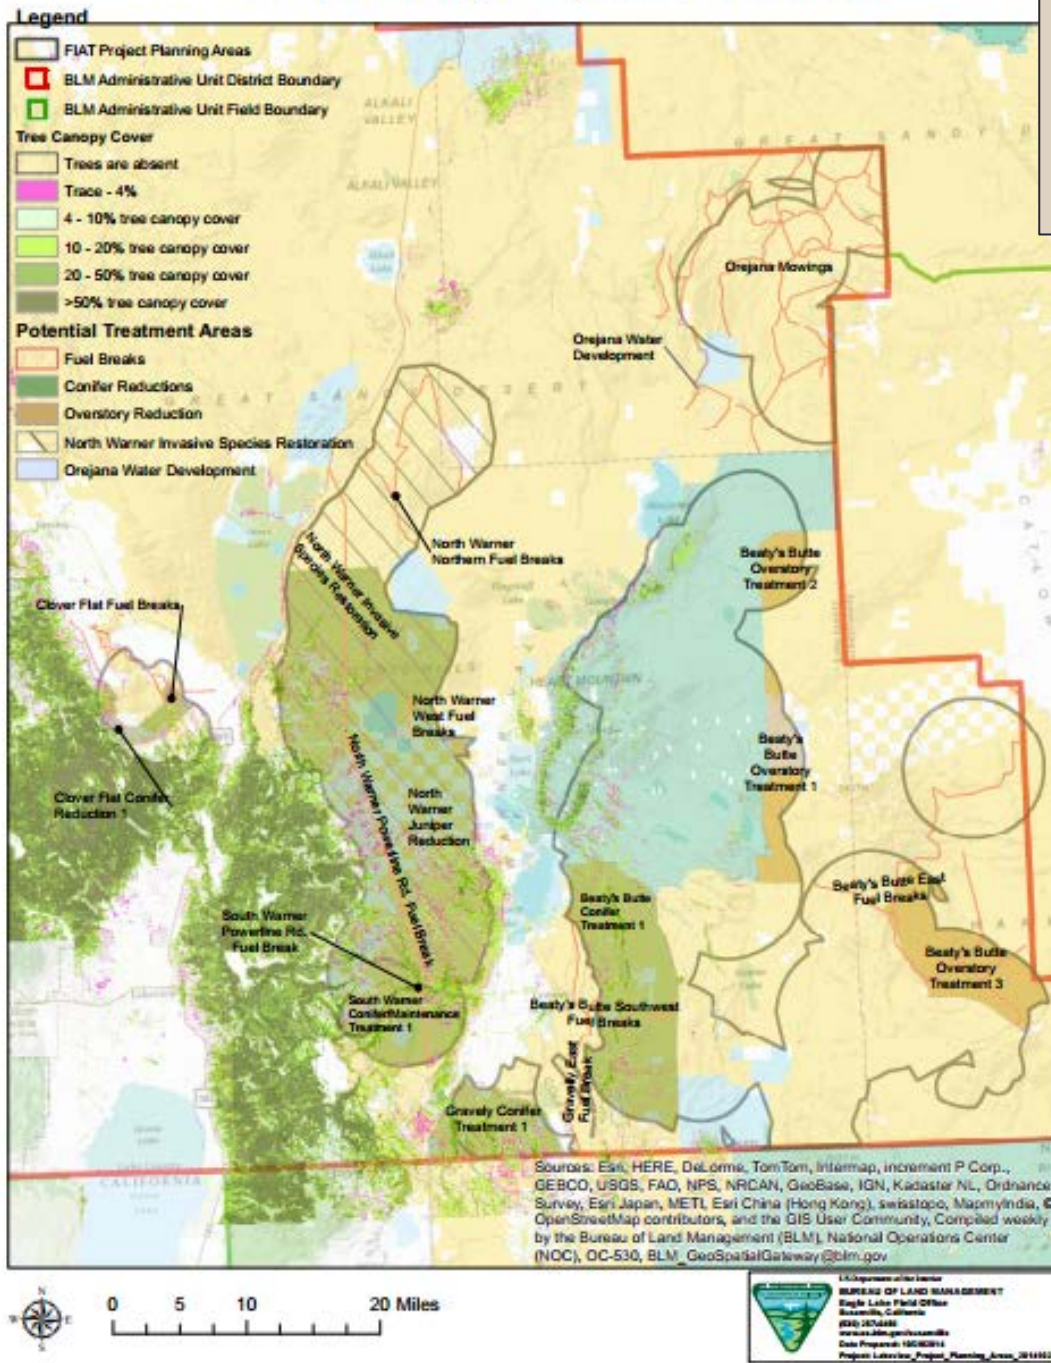 Legend
FIAT Project Planning Areas
BLM Administrative Unit District Boundary
BLM Administrative Unit Field Boundary
Tree Canopy Cover
Trees are absent
Trace - 4%
4 - 10% tree canopy cover
10 - 20% tree canopy cover
20 - 50% tree canopy cover
>50% tree canopy cover
Potential Treatment Areas
Fuel Breaks
Conifer Reductions
Overstory Reduction
North Warner Invasive Species Restoration
Orejana Water Development
ALKALI
VALLEY
ALKALI VALLEY
GREAT SANDY
GREAT SANDY DESERT
Orejana Mowings
Orejana Water
Development
North Warner
Northern Fuel Breaks
North Warner Invasive
Species Restoration
Beaty's Butte
Overstory
Treatment 2
Clover Flat Fuel Breaks
HART MOUNTAIN
North Warner
West Fuel
Breaks
Beaty's
Butte
Overstory
Treatment 1
North Warner Powerline Rd. Fuel Break
North
Warner
Juniper
Reduction
Clover Flat Conifer
Reduction 1
Beaty's Butte East
Fuel Breaks
Beaty's Butte
Conifer
Treatment 1
South Warner
Powerline Rd.
Fuel Break
Beaty's Butte
Overstory
Treatment 3
South Warner
Conifer Maintenance
Treatment 1
Beaty's Butte Southwest
Fuel Breaks
Gravelly East
Fuel Break
Gravely Conifer
Treatment 1
CALIFORNIA
Sources: Esri, HERE, DeLorme, TomTom, Intermap, increment P Corp.,
GEBCO, USGS, FAO, NPS, NRCAN, GeoBase, IGN, Kadaster NL, Ordnance
Survey, Esri Japan, METI, Esri China (Hong Kong), swisstopo, MapmyIndia, ©
OpenStreetMap contributors, and the GIS User Community, Compiled weekly
by the Bureau of Land Management (BLM), National Operations Center
(NOC), OC-530, BLM_GeoSpatialGateway@blm.gov
N
W E
S
0 5 10 20 Miles
U.S. Department of the Interior
BUREAU OF LAND MANAGEMENT
Eagle Lake Field Office
Susanville, California